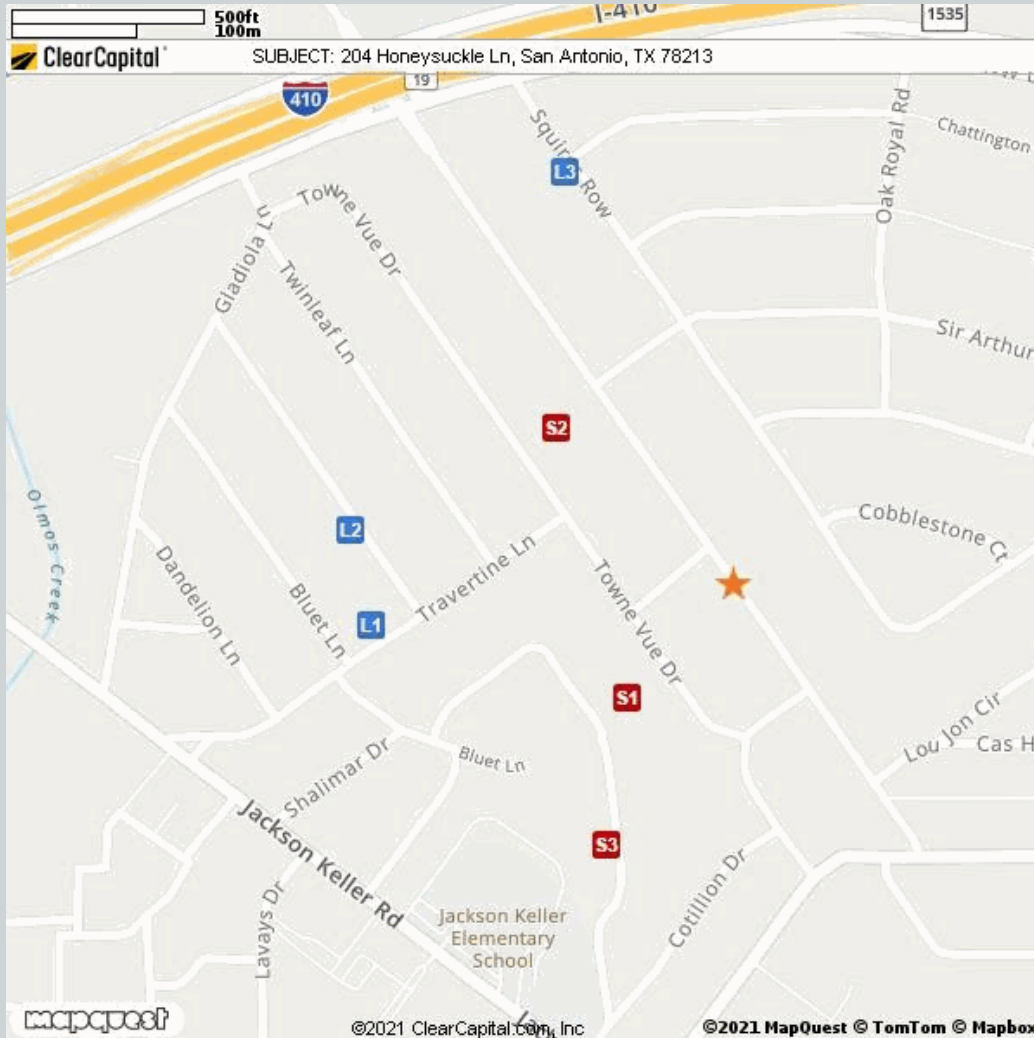 500ft
100m
I-410
1535
ClearCapital
SUBJECT: 204 Honeysuckle Ln, San Antonio, TX 78213
19
410
Squires Row
Oak Royal Rd
Chattington
L3
Towne Vue Dr
Gladiola Ln
Twinleaf Ln
Sir Arthur
S2
Olmos Creek
L2
Cobblestone Ct
Travertine Ln
Dandelion Ln
Bluet Ln
Towne Vue Dr
L1
S1
Lou Jon Cir
Cas H
Shalimar Dr
Bluet Ln
Jackson Keller Rd
S3
Cotillion Dr
Lavays Dr
Jackson Keller
Elementary
School
mapquest
©2021 ClearCapital.com, Inc
©2021 MapQuest © TomTom © Mapbox